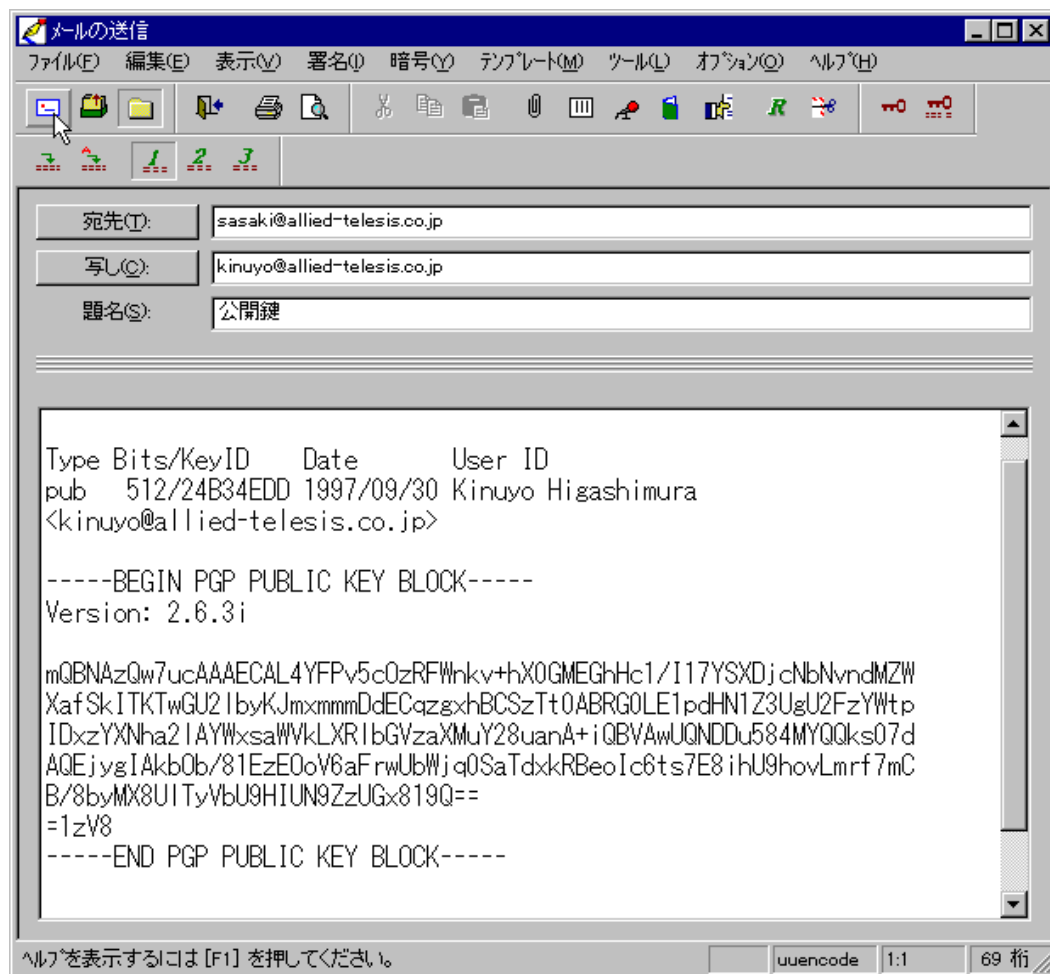 メールの送信
ファイル(F) 編集(E) 表示(V) 署名(I) 暗号(Y) テンプレート(M) ツール(L) オプション(O) ヘルプ(H)
R
1 2 3
宛先(T): sasaki@allied-telesis.co.jp
写し(C): kinuyo@allied-telesis.co.jp
題名(S): 公開鍵
Type Bits/KeyID Date User ID
pub 512/24B34EDD 1997/09/30 Kinuyo Higashimura
<kinuyo@allied-telesis.co.jp>
-----BEGIN PGP PUBLIC KEY BLOCK-----
Version: 2.6.3i
mQBNAzQw7ucAAAECAL4YFPv5cOzRFWnkv+hX0GMEGhHc1/I17YSXDjcNbNvndMZW
XafSkITKTwGU2lbyKJmxmmmDdECqzgxhBCSzTt0ABRG0LE1pdHN1Z3UgU2FzYWtp
IDxzYXNha2lAYWxsaWVkLXRlbGVzaXMuY28uanA+iQBVAwUQNDDu584MYQQks07d
AQEjygIAkbOb/81EzEOoV6aFrwUbWjq0SaTdxkRBeoIc6ts7E8ihU9hovLmrf7mC
B/8byMX8UlTyVbU9HIUN9ZzUGx819Q==
=1zV8
-----END PGP PUBLIC KEY BLOCK-----
ヘルプを表示するには [F1] を押してください。 uuencode 1:1 69 桁